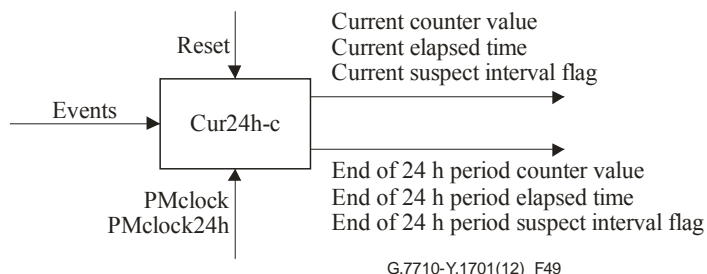 Current counter value
Current elapsed time
Current suspect interval flag
Reset
Events
Cur24h-c
End of 24 h period counter value
End of 24 h period elapsed time
End of 24 h period suspect interval flag
PMclock
PMclock24h
G.7710-Y.1701(12)_F49